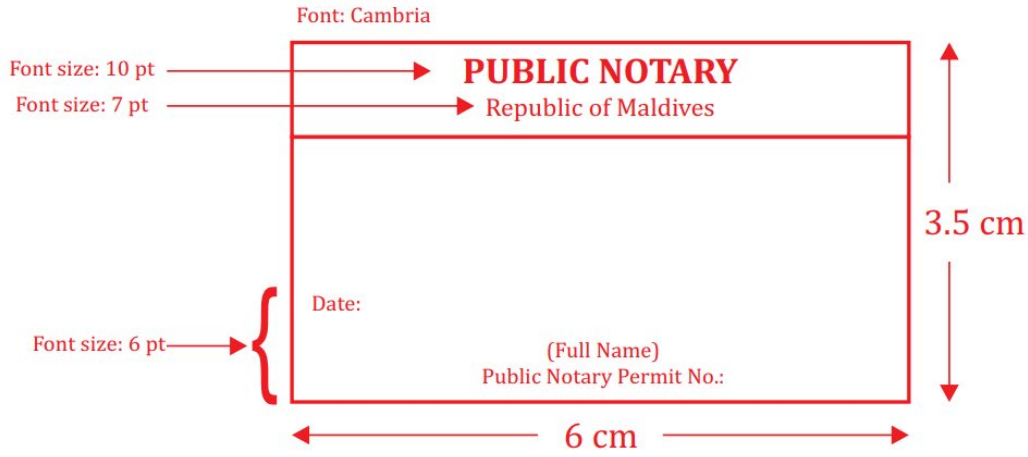 Font: Cambria
Font size: 10 pt
PUBLIC NOTARY
Font size: 7 pt
Republic of Maldives
3.5 cm
Date:
Font size: 6 pt
(Full Name)
Public Notary Permit No.:
6 cm